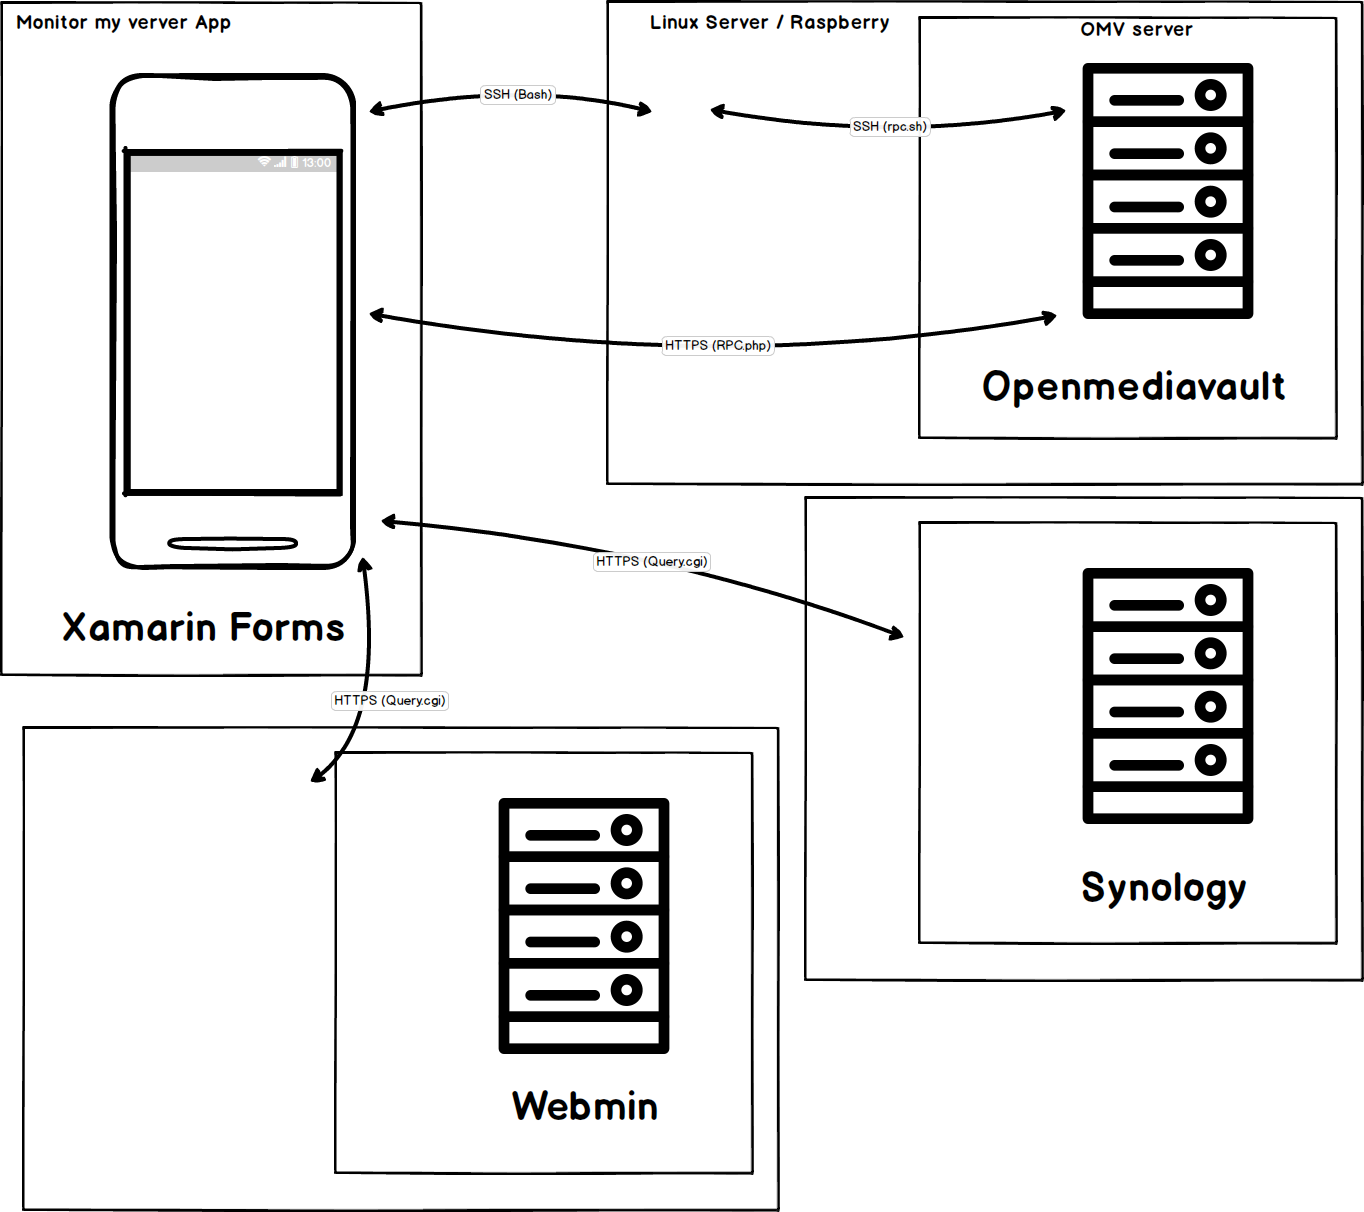 Monitor my verver App
Linux Server / Raspberry
OMV server
SSH (Bash)
SSH (rpc.sh)
13:00
HTTPS (RPC.php)
Openmediavault
HTTPS (Query.cgi)
Xamarin Forms
HTTPS (Query.cgi)
Synology
Webmin